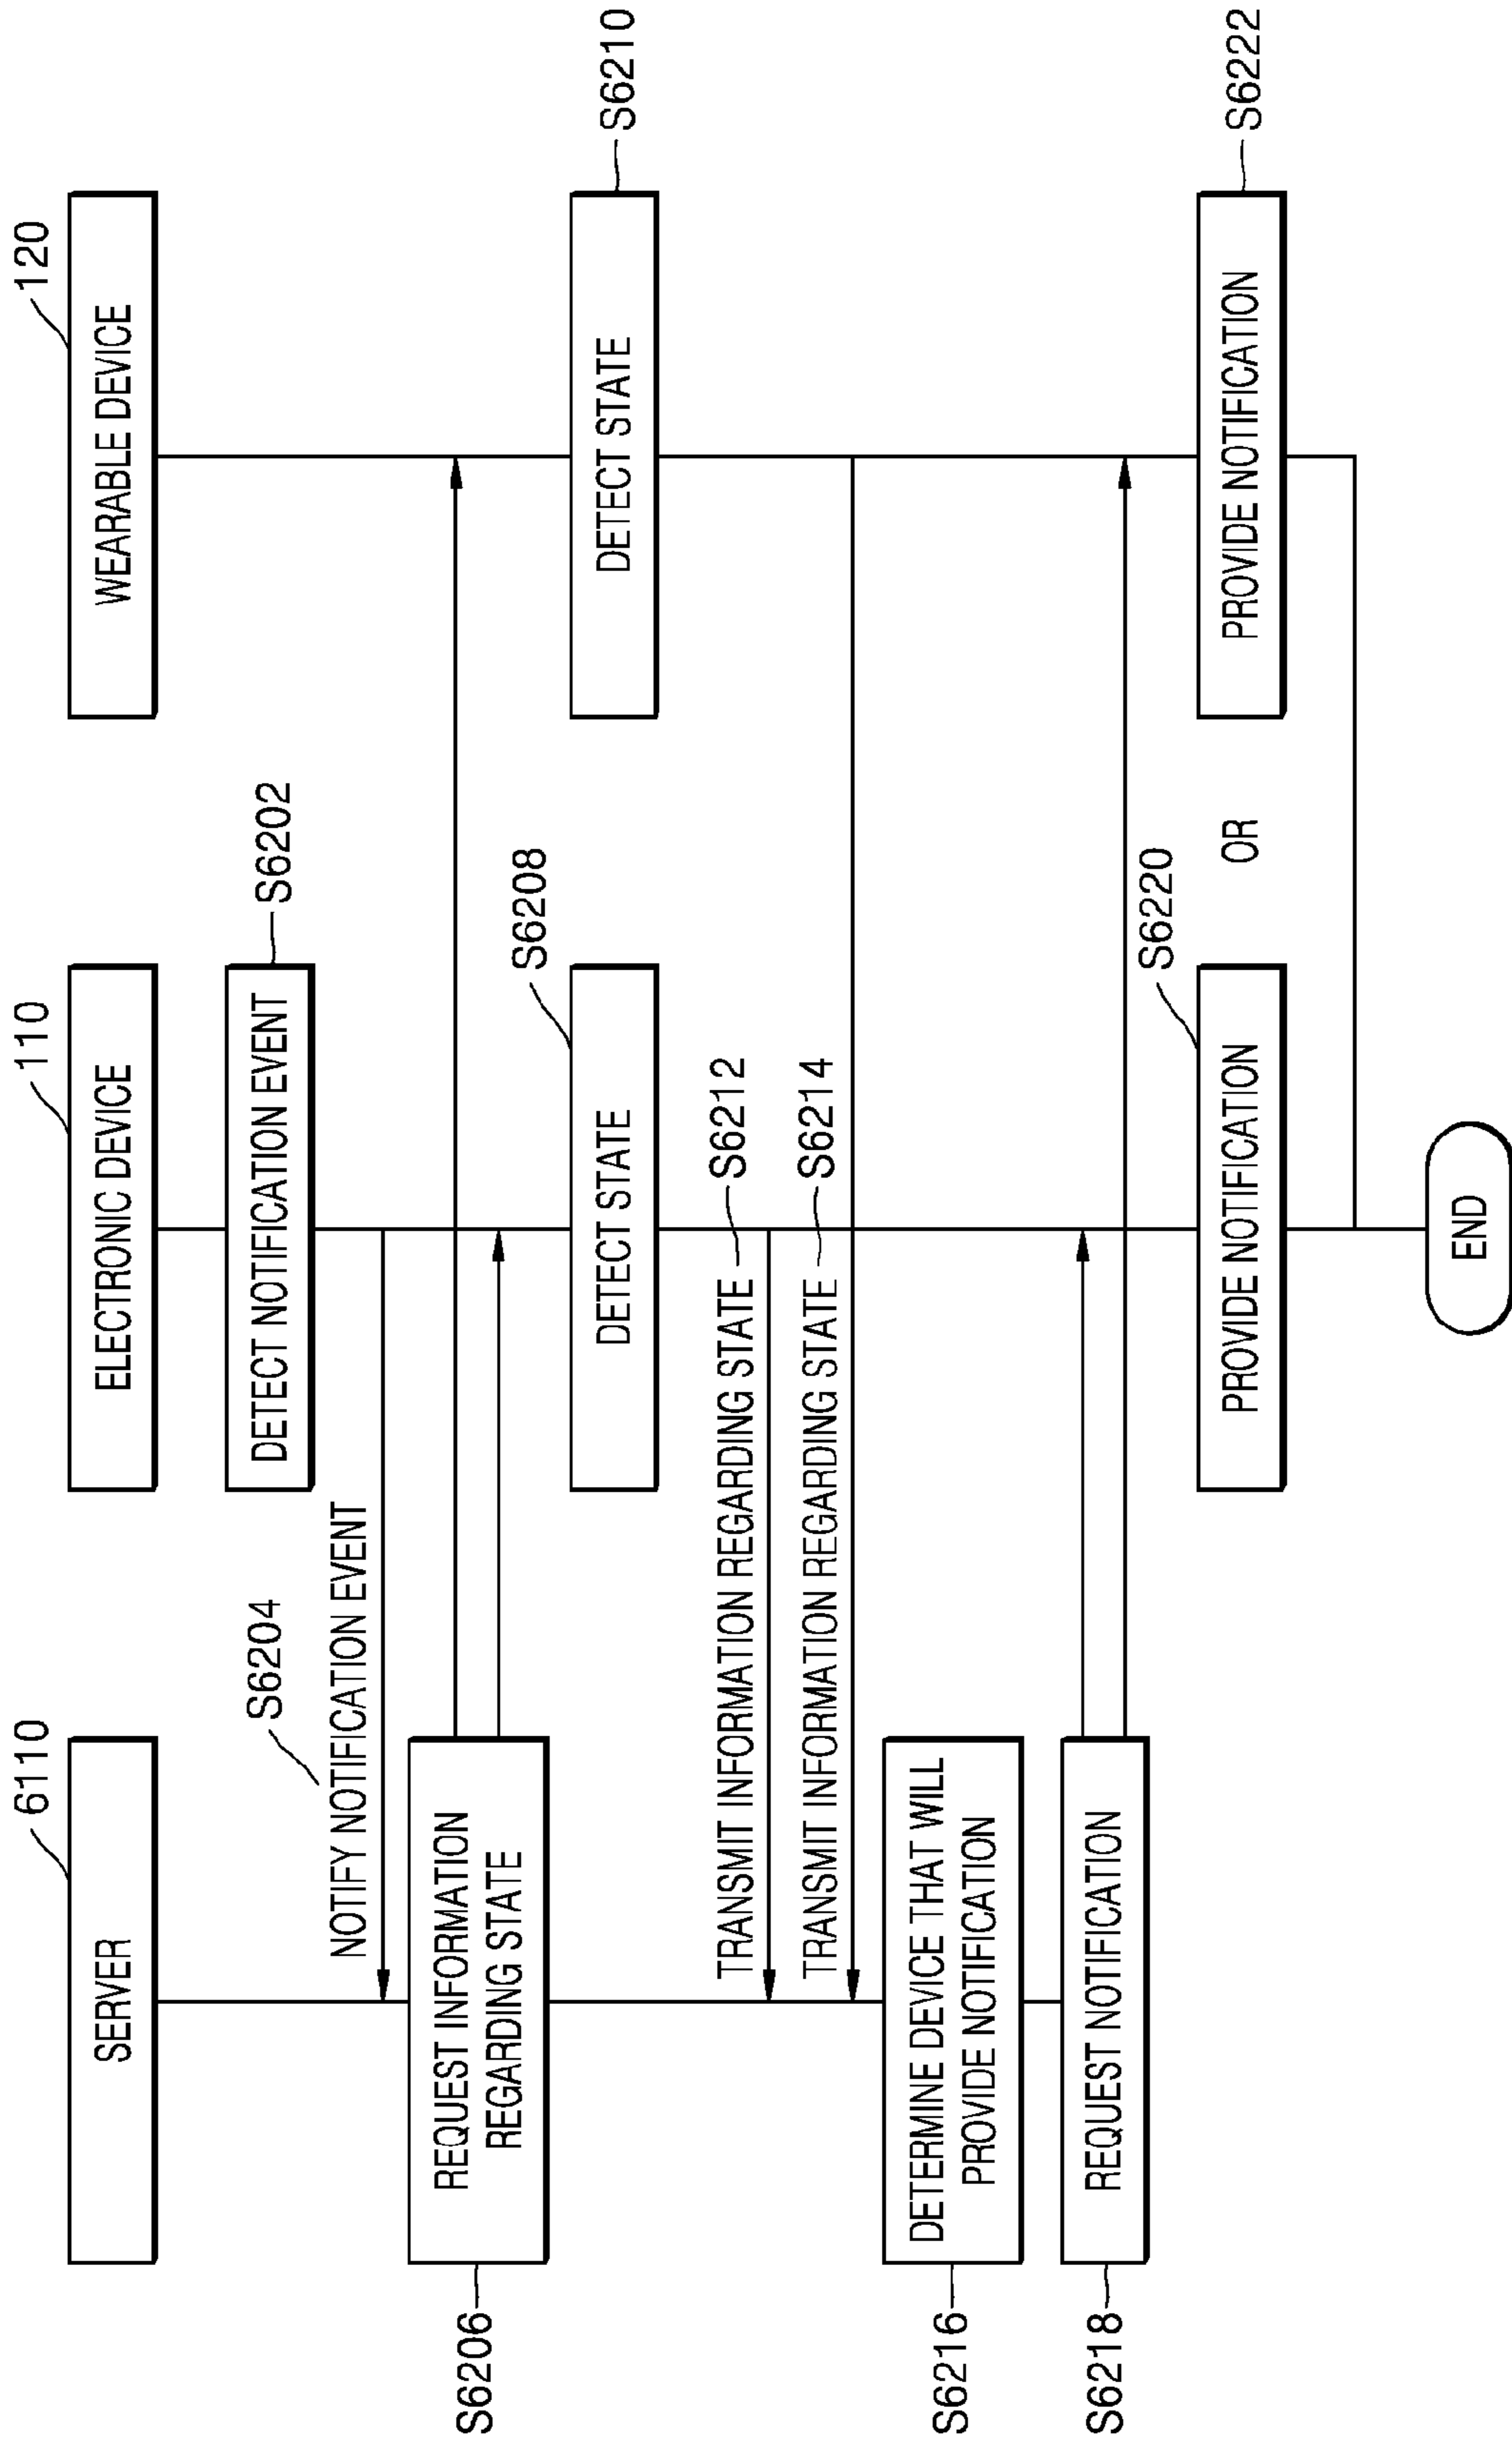 6110
110
120
SERVER
ELECTRONIC DEVICE
WEARABLE DEVICE
DETECT NOTIFICATION EVENT
S6202
S6204
NOTIFY NOTIFICATION EVENT
S6206
REQUEST INFORMATION
REGARDING STATE
S6208
DETECT STATE
DETECT STATE
S6210
TRANSMIT INFORMATION REGARDING STATE
S6212
TRANSMIT INFORMATION REGARDING STATE
S6214
S6216
DETERMINE DEVICE THAT WILL
PROVIDE NOTIFICATION
S6218
REQUEST NOTIFICATION
S6220
PROVIDE NOTIFICATION
OR
PROVIDE NOTIFICATION
S6222
END